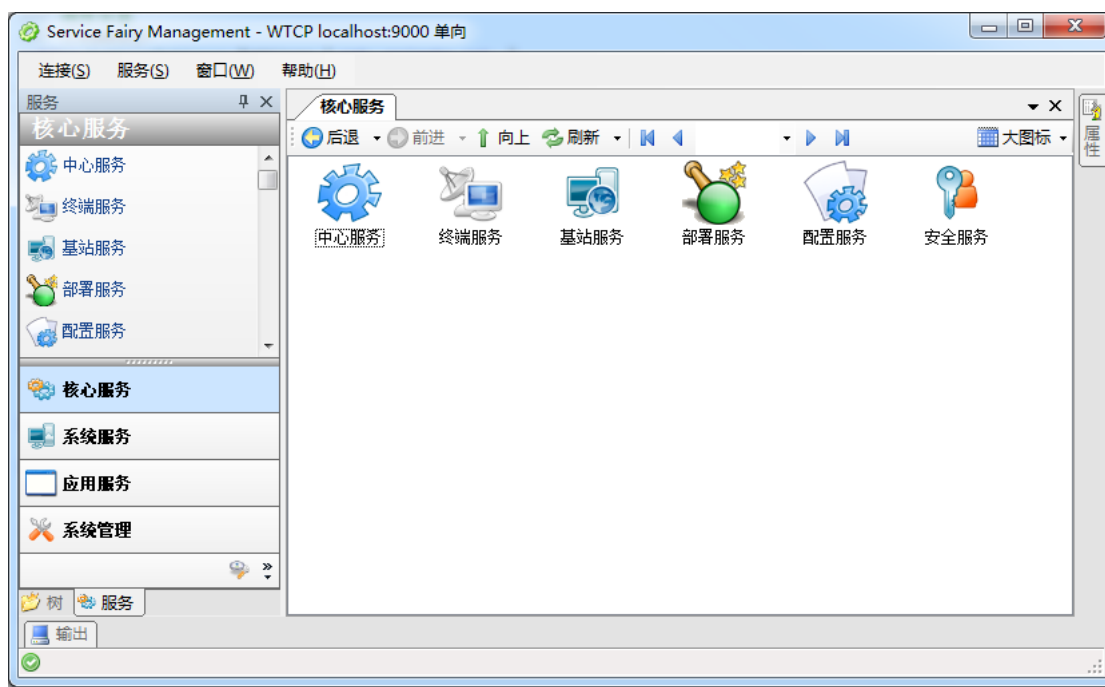 Service Fairy Management - WTCP localhost:9000 单向
连接(S) 服务(S) 窗口(W) 帮助(H)
服务
核心服务
中心服务
终端服务
基站服务
部署服务
配置服务
核心服务
系统服务
应用服务
系统管理
树 服务
核心服务
后退 前进 向上 刷新 大图标
中心服务 终端服务 基站服务 部署服务 配置服务 安全服务
属性
输出